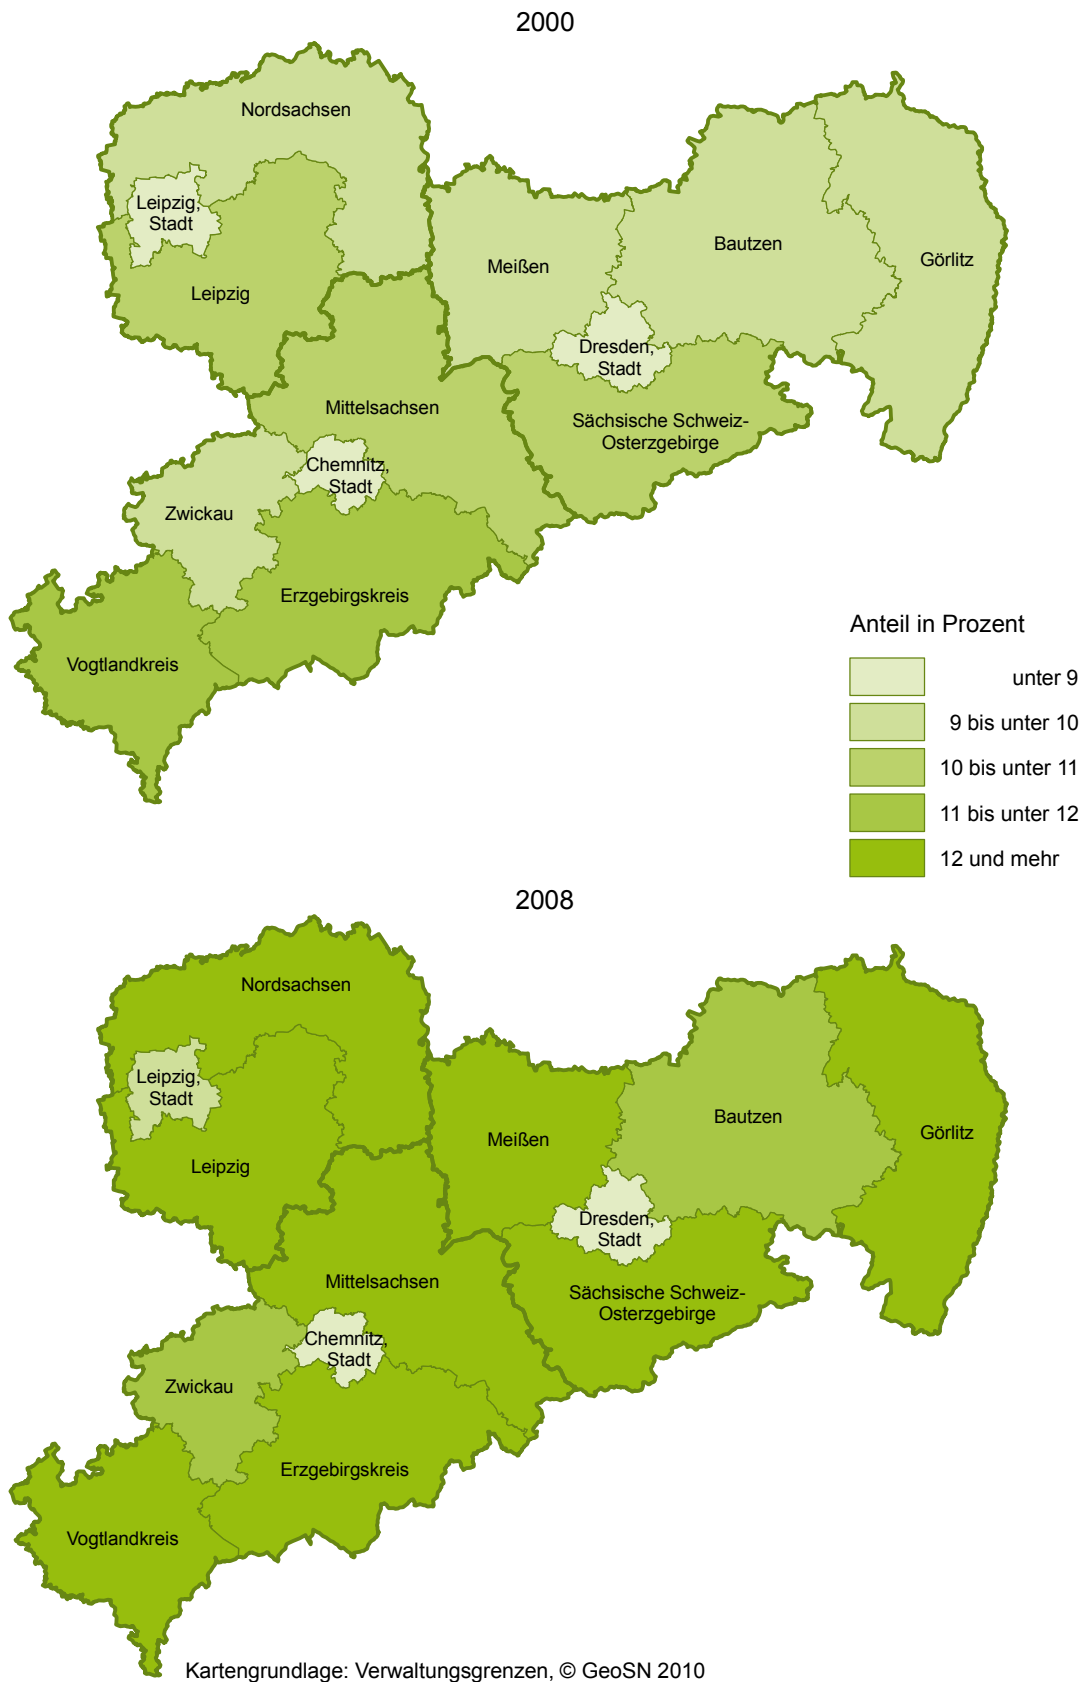 2000
Nordsachsen
Leipzig,
Stadt
Bautzen
Görlitz
Meißen
Leipzig
Dresden,
Stadt
Mittelsachsen
Sächsische Schweiz-
Osterzgebirge
Chemnitz,
Stadt
Zwickau
Erzgebirgskreis
Vogtlandkreis
Anteil in Prozent
unter 9
9 bis unter 10
10 bis unter 11
11 bis unter 12
12 und mehr
2008
Nordsachsen
Leipzig,
Stadt
Bautzen
Görlitz
Meißen
Leipzig
Dresden,
Stadt
Mittelsachsen
Sächsische Schweiz-
Osterzgebirge
Chemnitz,
Stadt
Zwickau
Erzgebirgskreis
Vogtlandkreis
Kartengrundlage: Verwaltungsgrenzen, © GeoSN 2010